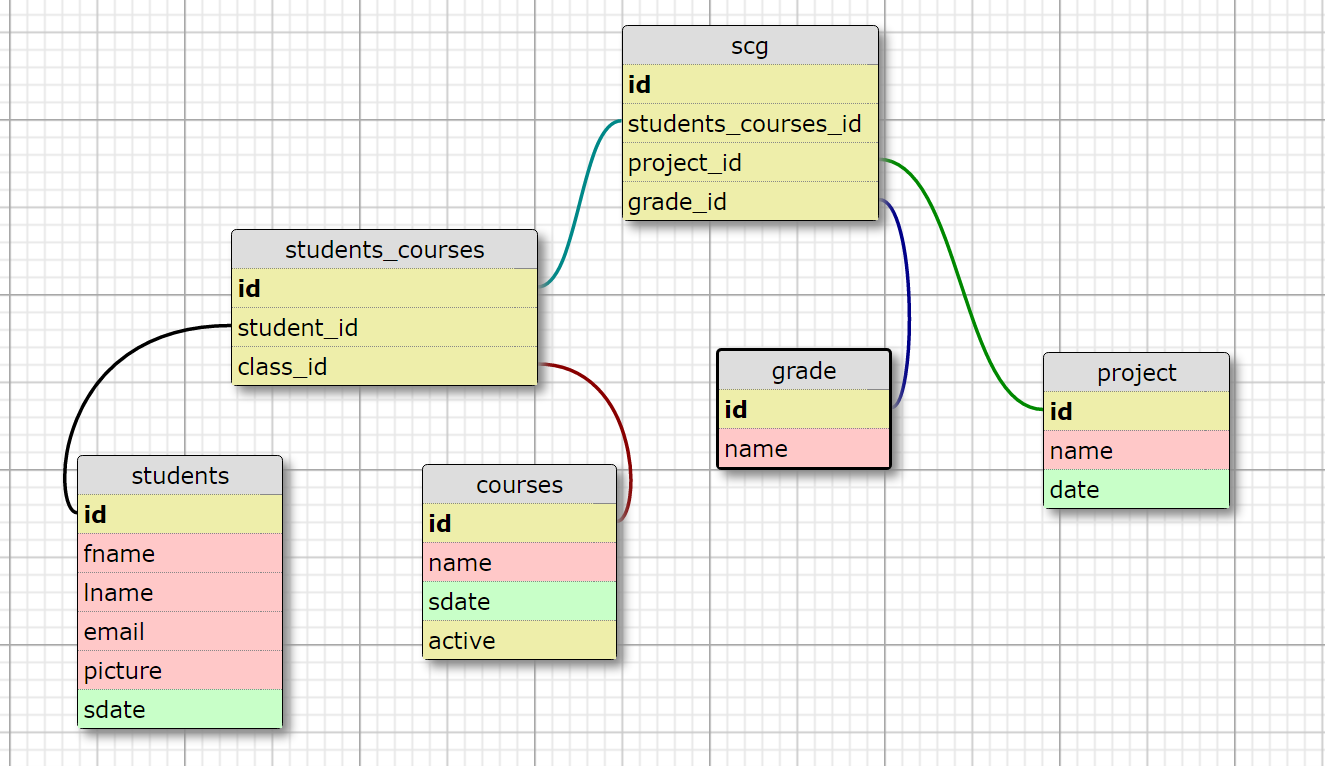 scg
id
students_courses_id
project_id
grade_id
students_courses
id
student_id
class_id
grade
id
name
project
id
name
date
students
id
fname
lname
email
picture
sdate
courses
id
name
sdate
active